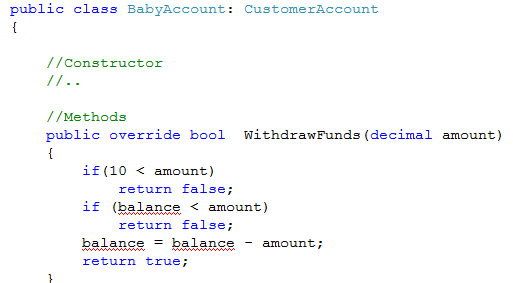 public class BabyAccount: CustomerAccount
{
//Constructor
//..
//Methods
public override bool  WithdrawFunds(decimal amount)
{
if(10 < amount)
return false;
if (balance < amount)
return false;
balance = balance - amount;
return true;
}